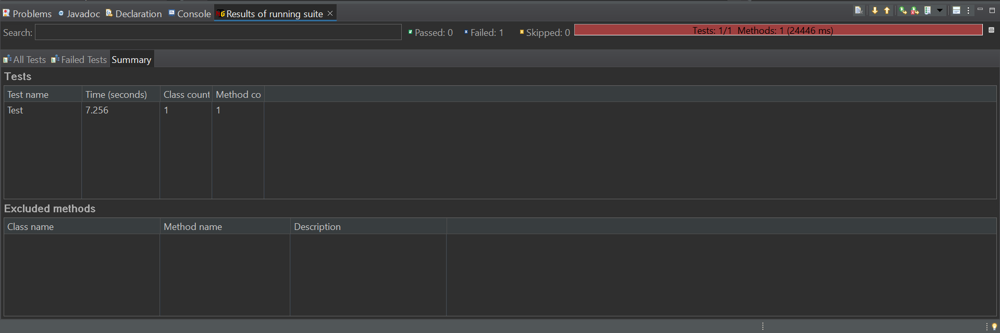 Problems Javadoc Declaration Console Results of running suite
Search: Passed: 0 Failed: 1 Skipped: 0 Tests: 1/1 Methods: 1 (24446 ms)
All Tests Failed Tests Summary
Tests
Test name Time (seconds) Class count Method co
Test 7.256 1 1
Excluded methods
Class name Method name Description